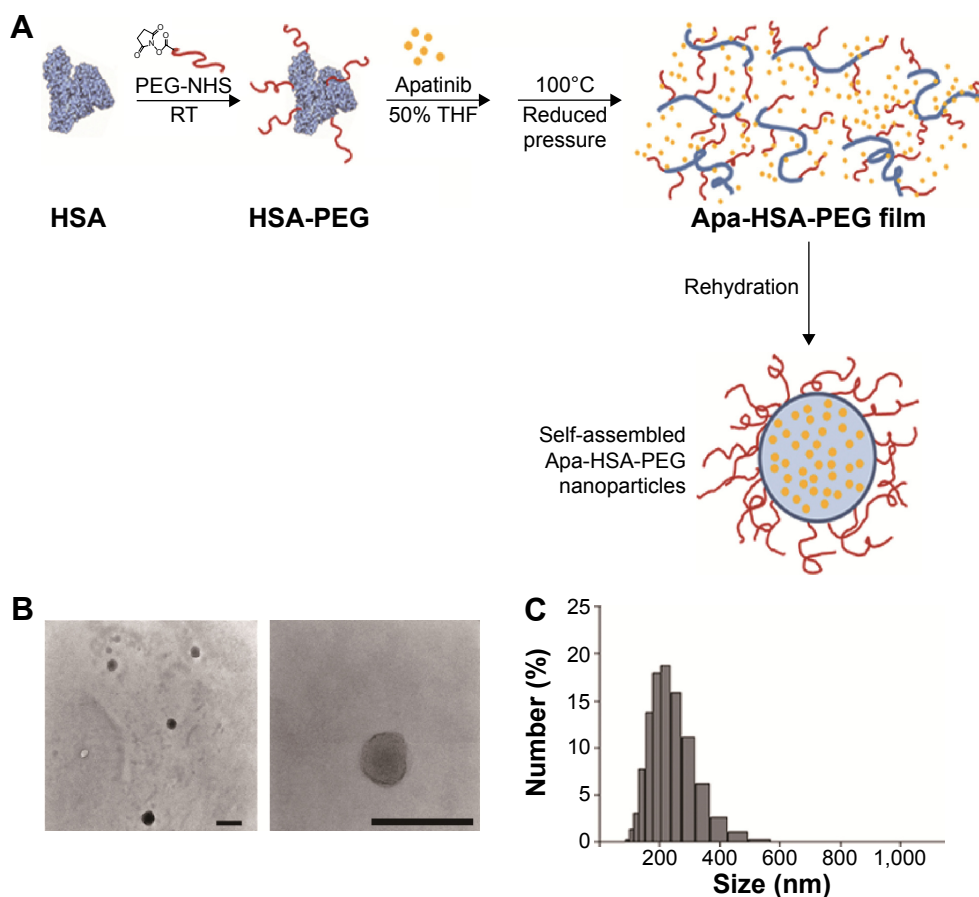 A
O
N
O
O
O
PEG-NHS
RT
Apatinib
50% THF
100°C
Reduced
pressure
HSA
HSA-PEG
Apa-HSA-PEG film
Rehydration
Self-assembled
Apa-HSA-PEG
nanoparticles
B
C
Number (%)
25
20
15
10
5
0
200
400
600
800
1,000
Size (nm)